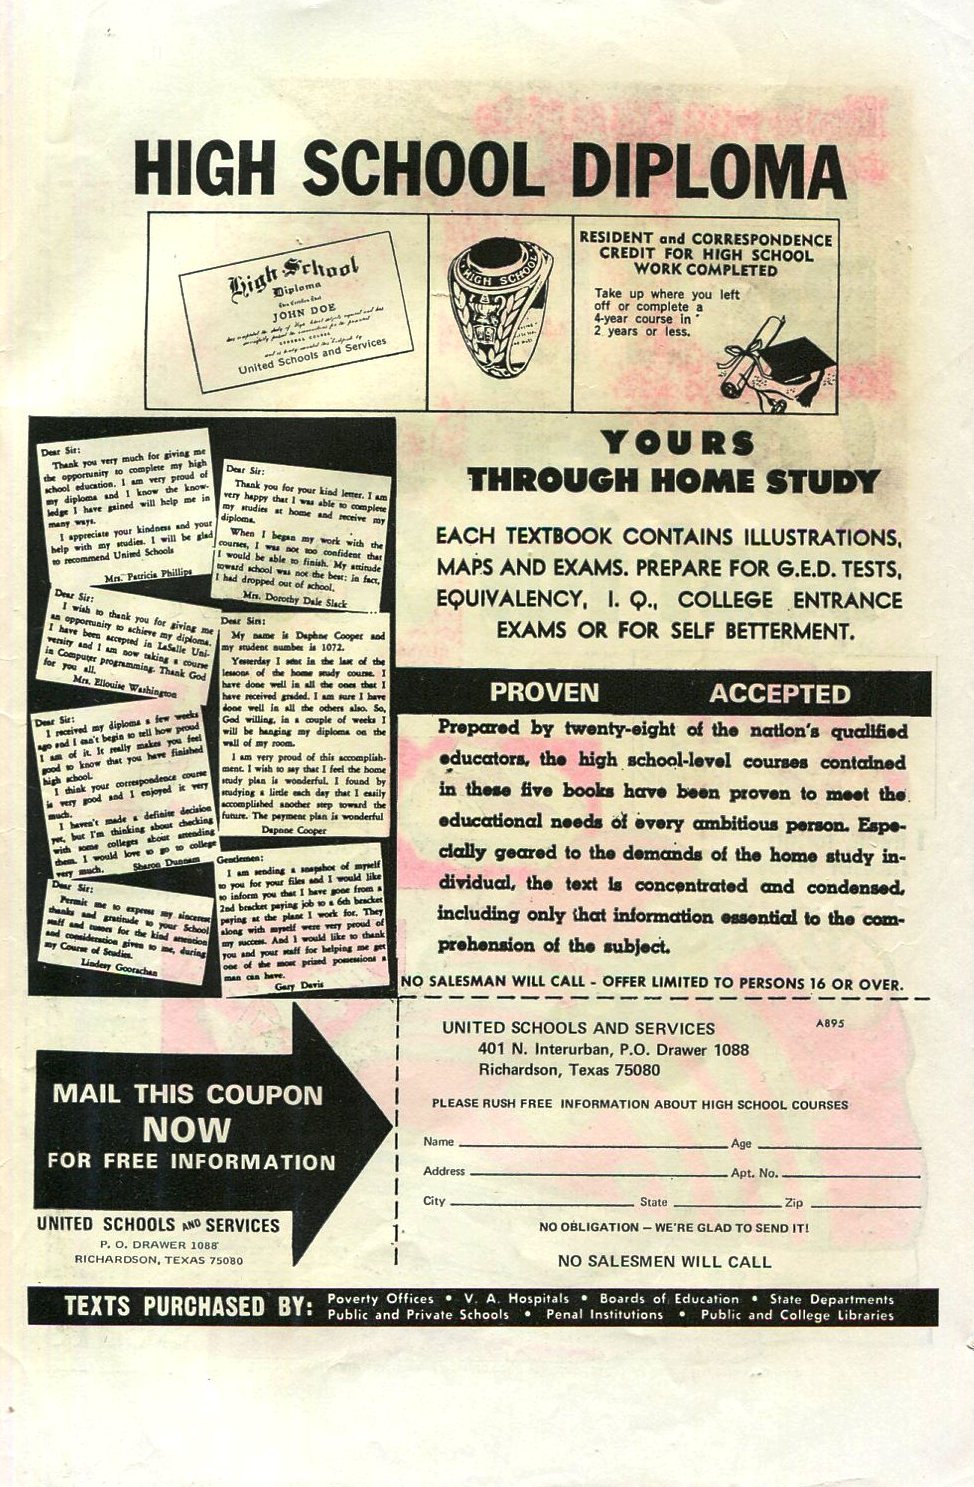 HIGH SCHOOL DIPLOMA
High School
Diploma
This Certifies That
JOHN DOE
GENERAL COURSE
United Schools and Services
HIGH SCHOOL
RESIDENT and CORRESPONDENCE
CREDIT FOR HIGH SCHOOL
WORK COMPLETED
Take up where you left
off or complete a
4-year course in
2 years or less.
YOURS
THROUGH HOME STUDY
EACH TEXTBOOK CONTAINS ILLUSTRATIONS,
MAPS AND EXAMS. PREPARE FOR G.E.D. TESTS,
EQUIVALENCY, I. Q., COLLEGE ENTRANCE
EXAMS OR FOR SELF BETTERMENT.
PROVEN ACCEPTED
Prepared by twenty-eight of the nation's qualified
educators, the high school-level courses contained
in these five books have been proven to meet the
educational needs of every ambitious person. Espe-
cially geared to the demands of the home study in-
dividual, the text is concentrated and condensed,
including only that information essential to the com-
prehension of the subject.
NO SALESMAN WILL CALL - OFFER LIMITED TO PERSONS 16 OR OVER.
Dear Sir:
Thank you very much for giving me
the opportunity to complete my high
school education. I am very proud of
my diploma and I know the know-
ledge I have gained will help me in
many ways.
I appreciate your kindness and your
help with my studies. I will be glad
to recommend United Schools
Mrs. Patricia Phillips
Dear Sir:
Thank you for your kind letter. I am
very happy that I was able to complete
my studies at home and receive my
diploma.
When I began my work with the
courses, I was not too confident that
I would be able to finish. My attitude
toward school was not the best; in fact,
I had dropped out of school.
Mrs. Dorothy Dale Slack
Dear Sir:
I wish to thank you for giving me
an opportunity to achieve my diploma.
I have been accepted in LaSalle Uni-
versity and I am now taking a course
in Computer programming. Thank God
for you all.
Mrs. Ellouise Washington
Dear Sirs:
My name is Daphne Cooper and
my student number is 1072.
Yesterday I sent in the last of the
lessons of the home study course. I
have done well in all the ones that I
have received graded. I am sure I have
done well in all the others also. So,
God willing, in a couple of weeks I
will be hanging my diploma on the
wall of my room.
I am very proud of this accomplish-
ment. I wish to say that I feel the home
study plan is wonderful. I found by
studying a little each day that I easily
accomplished another step toward the
future. The payment plan is wonderful
Daphne Cooper
Dear Sir:
I received my diploma a few weeks
ago and I can't begin to tell how proud
I am of it. It really makes you feel
good to know that you have finished
high school.
I think your correspondence course
is very good and I enjoyed it very
much.
I haven't made a definite decision
yet, but I'm thinking about checking
with some colleges about attending
them. I would love to go to college
very much. Sharon Dunnam
Dear Sir:
Permit me to express my sincerest
thanks and gratitude to your School
staff and tutors for the kind attention
and consideration given to me, during
my Course of Studies.
Lindsey Goorachan
Gentlemen:
I am sending a snapshot of myself
to you for your files and I would like
to inform you that I have gone from a
2nd bracket paying job to a 6th bracket
paying at the plant I work for. They
along with myself were very proud of
my success. And I would like to thank
you and your staff for helping me get
one of the most prized possessions a
man can have.
Gary Davis
MAIL THIS COUPON
NOW
FOR FREE INFORMATION
UNITED SCHOOLS AND SERVICES
P. O. DRAWER 1088
RICHARDSON, TEXAS 75080
UNITED SCHOOLS AND SERVICES A895
401 N. Interurban, P.O. Drawer 1088
Richardson, Texas 75080
PLEASE RUSH FREE INFORMATION ABOUT HIGH SCHOOL COURSES
Name Age
Address Apt. No.
City State Zip
NO OBLIGATION — WE'RE GLAD TO SEND IT!
NO SALESMEN WILL CALL
TEXTS PURCHASED BY:
Poverty Offices • V. A. Hospitals • Boards of Education • State Departments
Public and Private Schools • Penal Institutions • Public and College Libraries